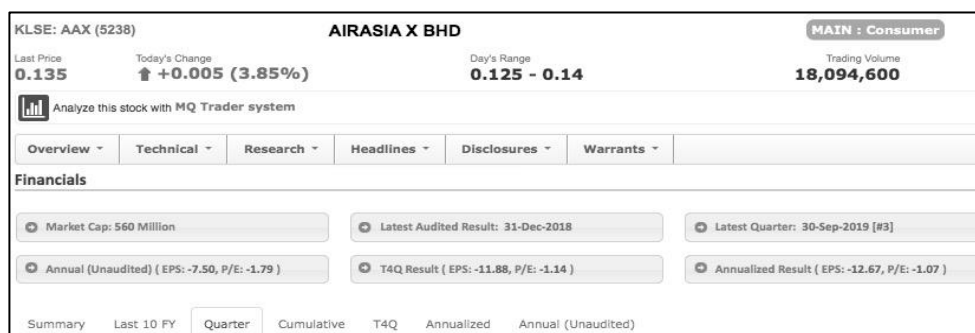 KLSE: AAX (5238) AIRASIA X BHD MAIN : Consumer
Last Price Today's Change Day's Range Trading Volume
0.135 +0.005 (3.85%) 0.125 - 0.14 18,094,600
Analyze this stock with MQ Trader system
Overview Technical Research Headlines Disclosures Warrants
Financials
Market Cap: 560 Million Latest Audited Result: 31-Dec-2018 Latest Quarter: 30-Sep-2019 [#3]
Annual (Unaudited) ( EPS: -7.50, P/E: -1.79 ) T4Q Result ( EPS: -11.88, P/E: -1.14 ) Annualized Result ( EPS: -12.67, P/E: -1.07 )
Summary Last 10 FY Quarter Cumulative T4Q Annualized Annual (Unaudited)